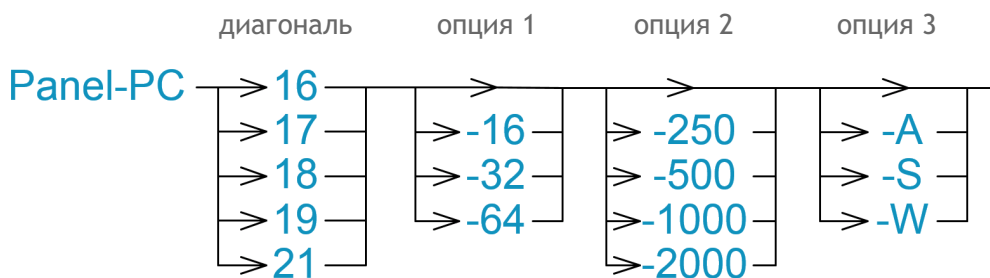 диагональ опция 1 опция 2 опция 3
Panel-PC 16
17 -16 -250 -A
18 -32 -500 -S
19 -64 -1000 -W
21 -2000